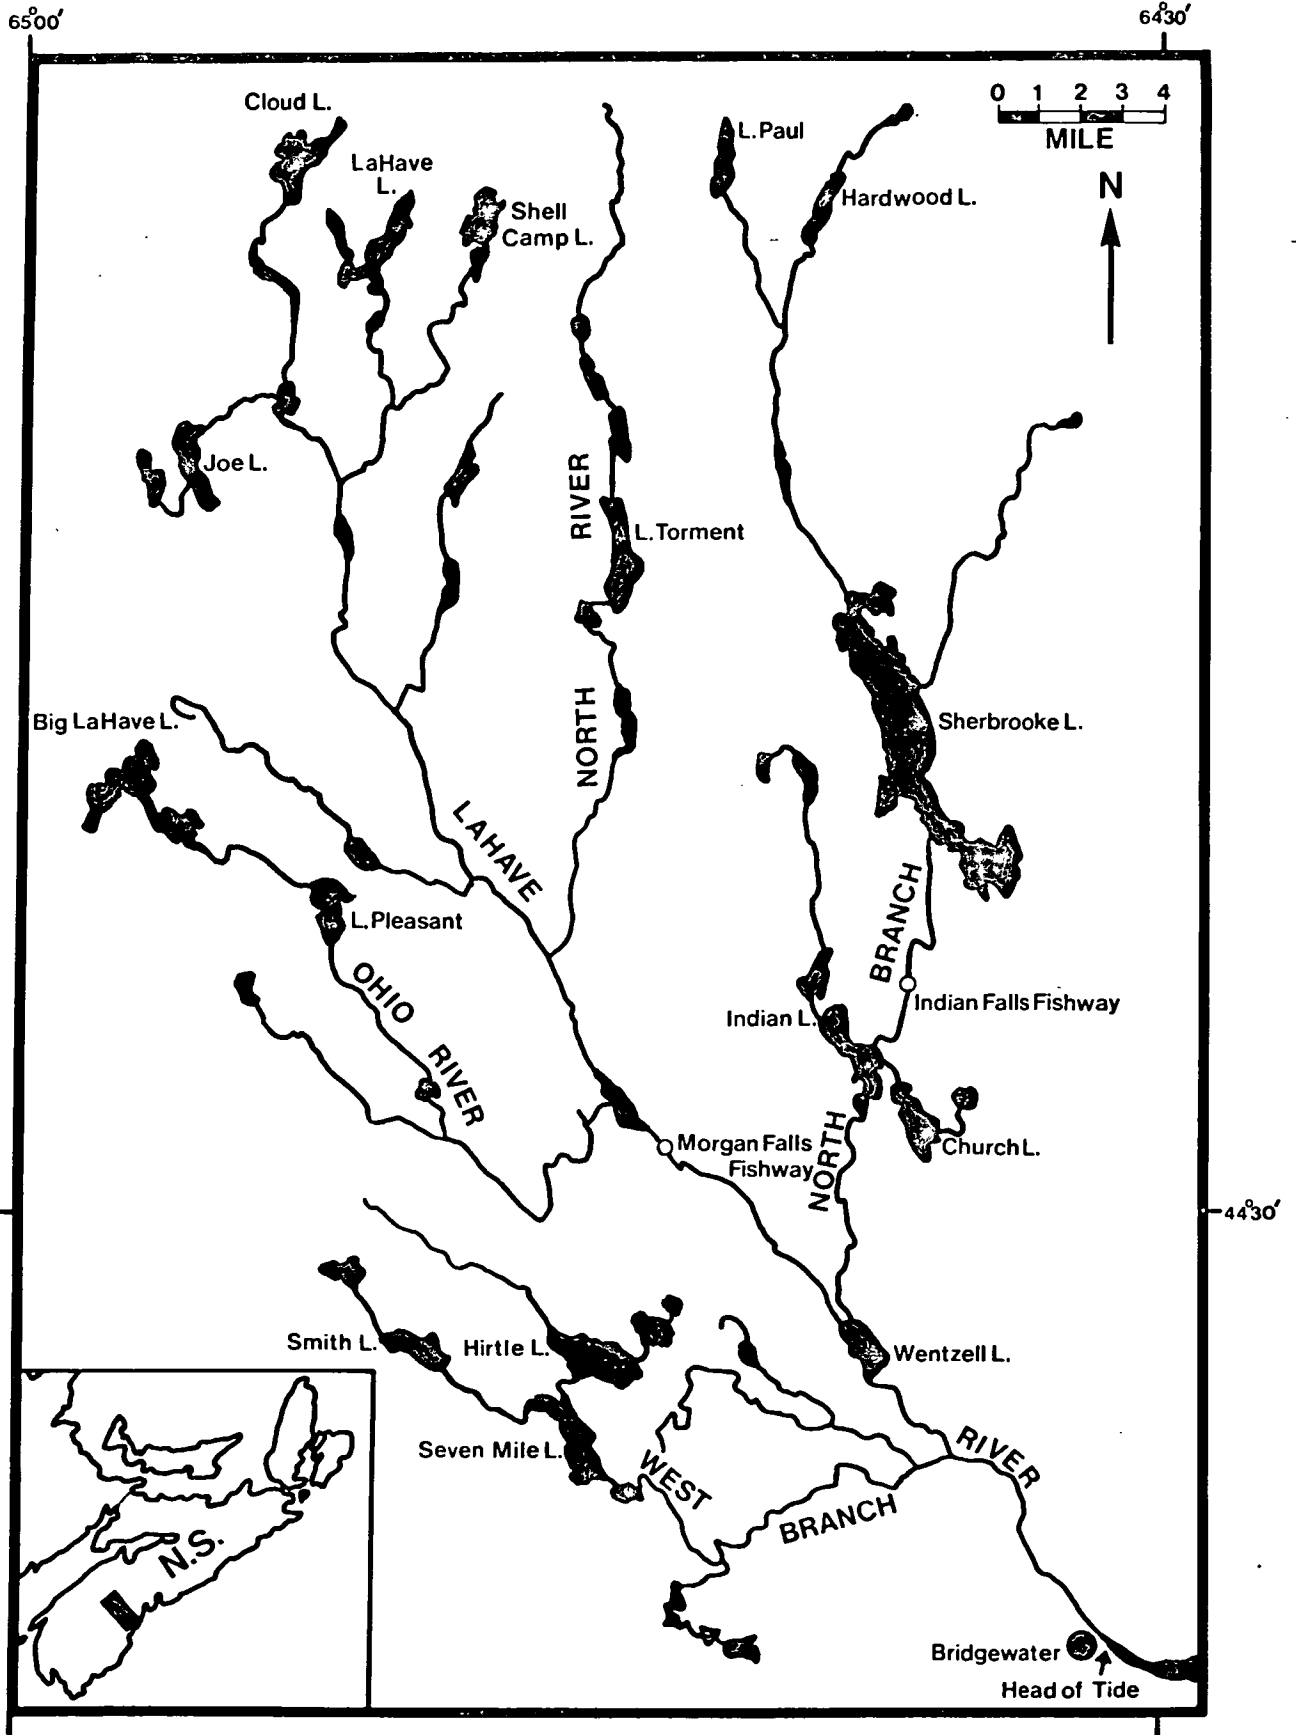 65°00′
64°30′
Cloud L.
0 1 2 3 4
MILE
L. Paul
LaHave
L.
N
Hardwood L.
Shell
Camp L.
Joe L.
RIVER
L. Torment
NORTH
Big LaHave L.
Sherbrooke L.
LAHAVE
BRANCH
L. Pleasant
OHIO
Indian Falls Fishway
Indian L.
RIVER
NORTH
Morgan Falls
Fishway
Church L.
44°30′
Smith L.
Hirtle L.
Wentzell L.
RIVER
Seven Mile L.
WEST
BRANCH
N.S.
Bridgewater
Head of Tide